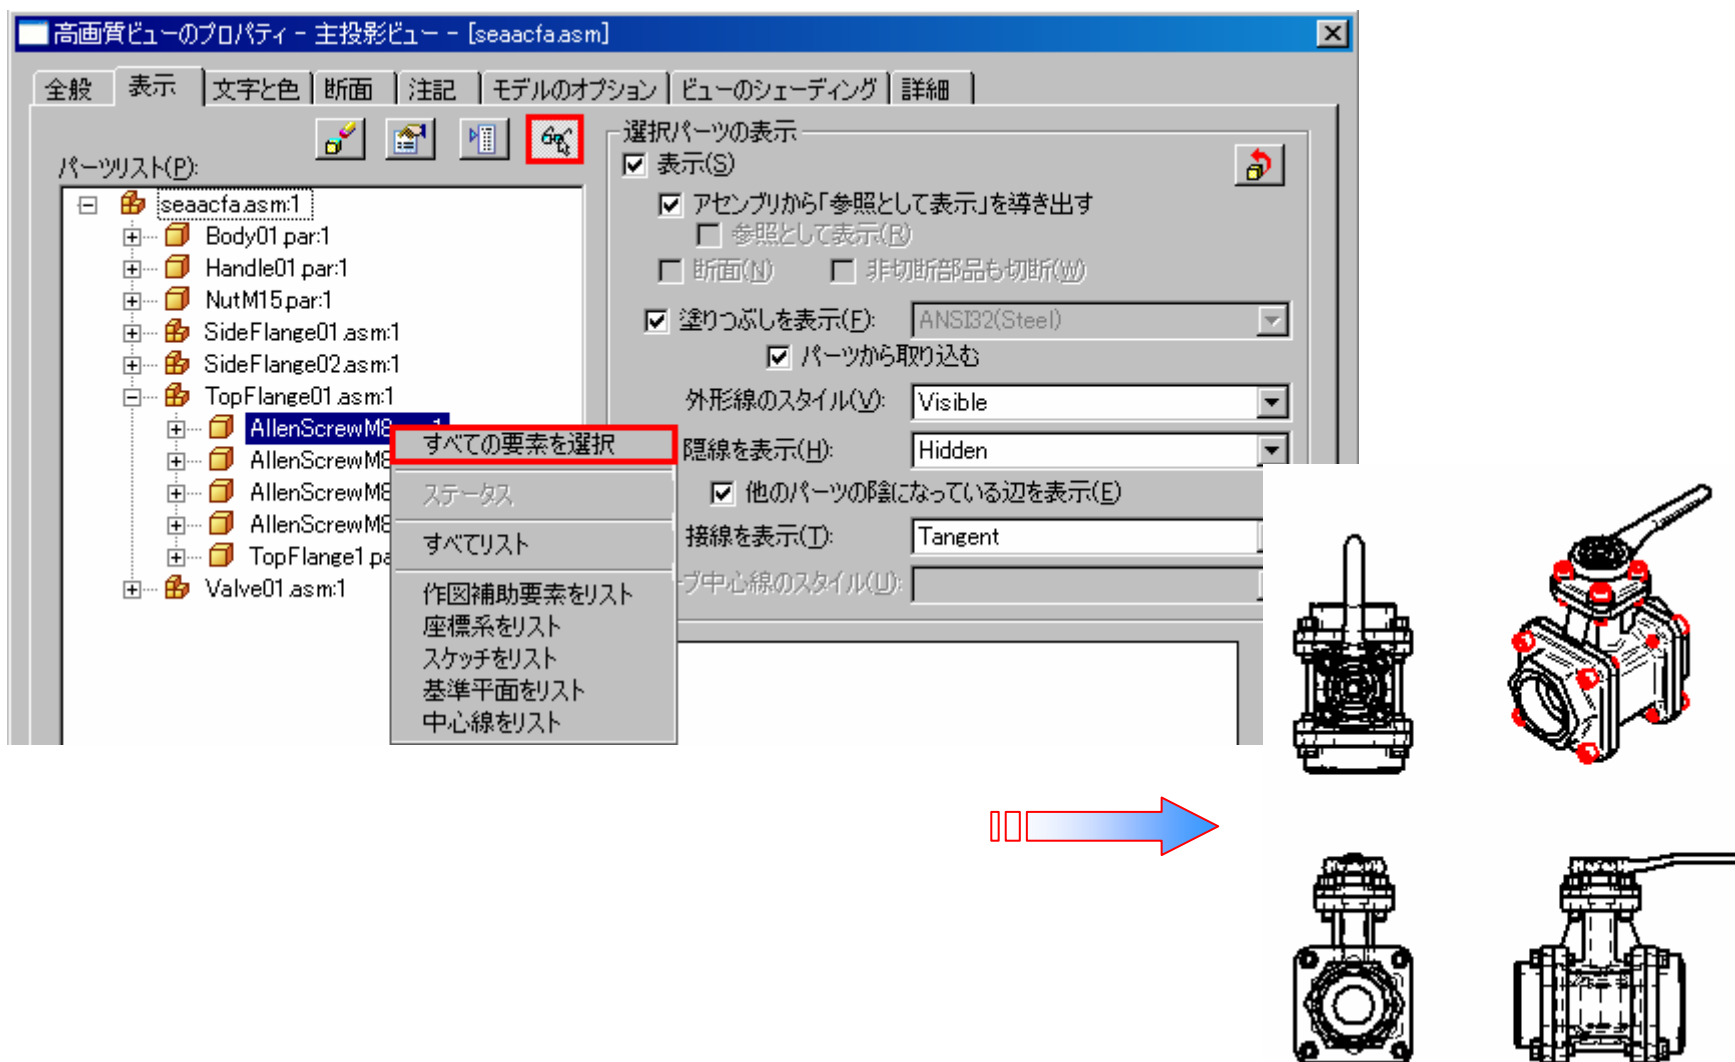 高画質ビューのプロパティ - 主投影ビュー - [seaacfa.asm]
全般 表示 文字と色 断面 注記 モデルのオプション ビューのシェーディング 詳細
パーツリスト(P):
seaacfa.asm:1
Body01.par:1
Handle01.par:1
NutM15.par:1
SideFlange01.asm:1
SideFlange02.asm:1
TopFlange01.asm:1
AllenScrewM8
AllenScrewM8
AllenScrewM8
AllenScrewM8
TopFlange1.pa
Valve01.asm:1
すべての要素を選択
ステータス
すべてリスト
作図補助要素をリスト
座標系をリスト
スケッチをリスト
基準平面をリスト
中心線をリスト
選択パーツの表示
表示(S)
アセンブリから「参照として表示」を導き出す
参照として表示(R)
断面(N) 非切断部品も切断(W)
塗りつぶしを表示(F): ANSI32(Steel)
パーツから取り込む
外形線のスタイル(V): Visible
隠線を表示(H): Hidden
他のパーツの陰になっている辺を表示(E)
接線を表示(T): Tangent
ーブ中心線のスタイル(U):